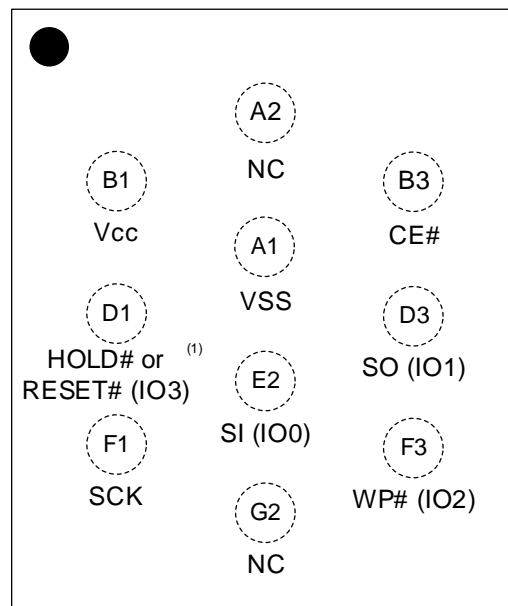 A2
NC
B1
Vcc
B3
CE#
A1
VSS
D1
HOLD# or (1)
RESET# (IO3)
D3
SO (IO1)
E2
SI (IO0)
F1
SCK
F3
WP# (IO2)
G2
NC